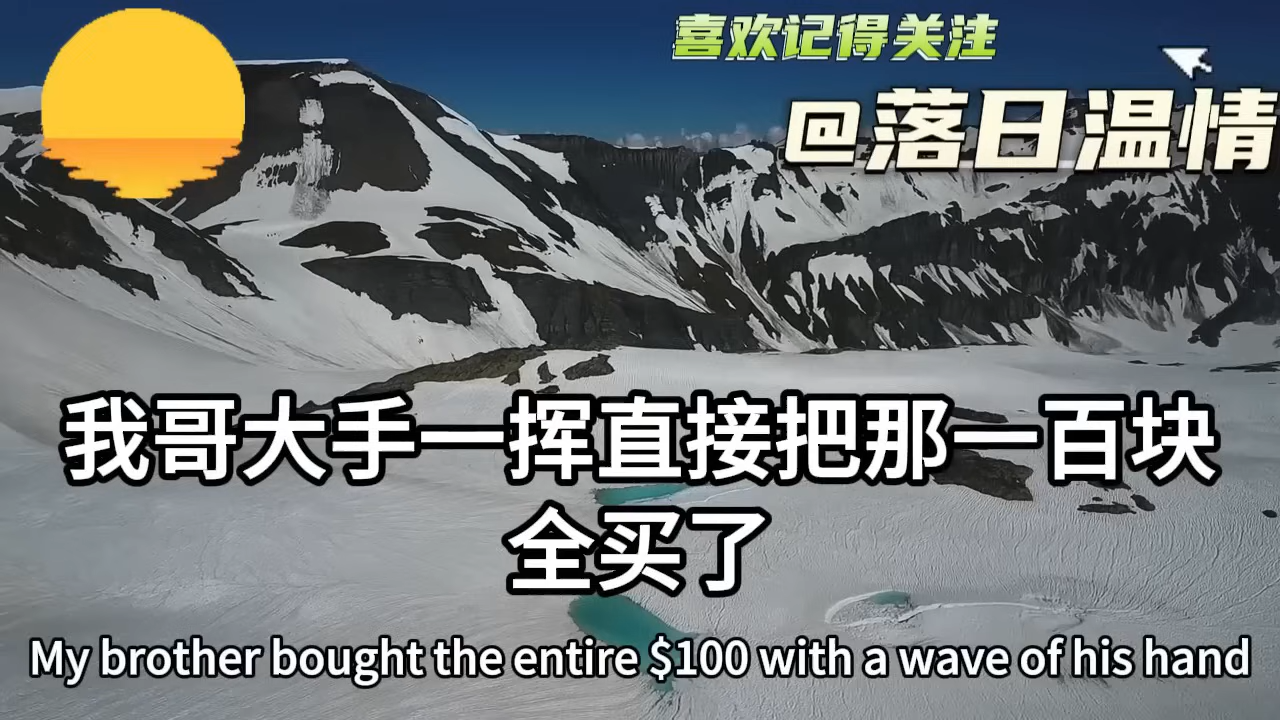 喜欢记得关注
@落日温情
我哥大手一挥直接把那一百块
全买了
My brother bought the entire $100 with a wave of his hand